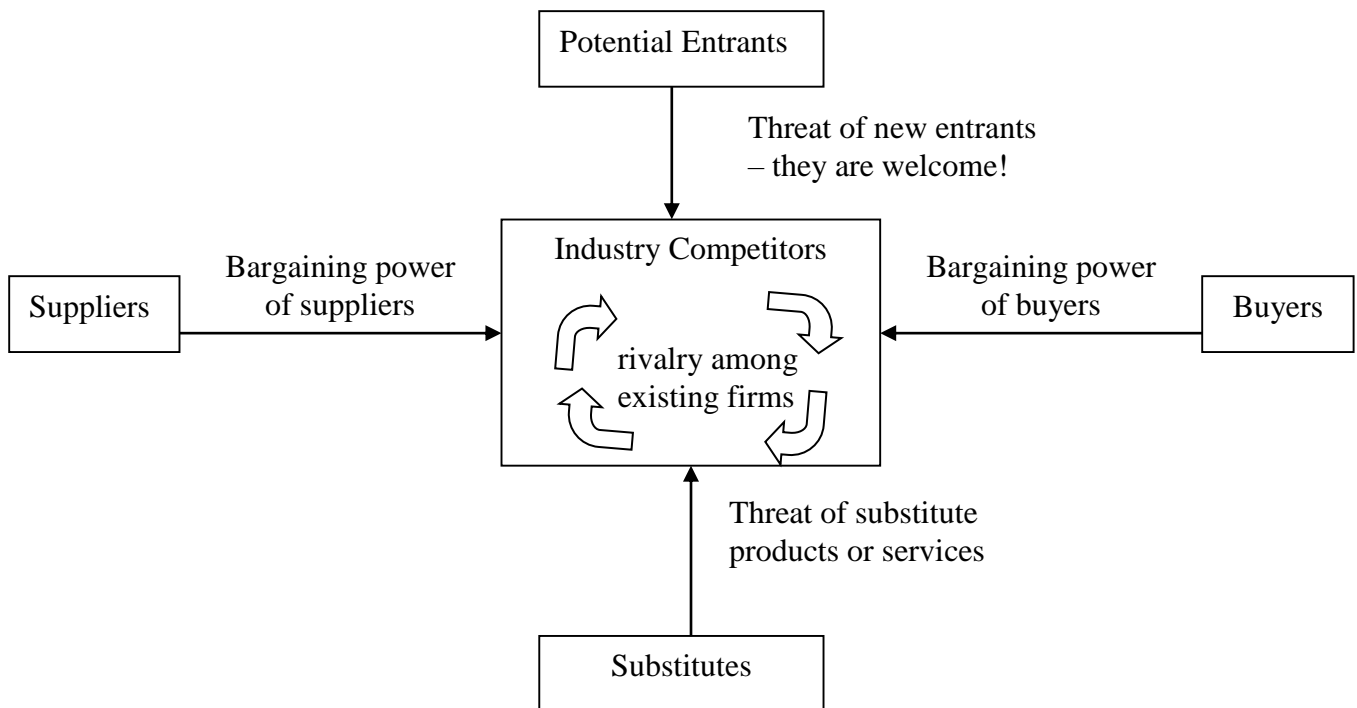 Potential Entrants
Threat of new entrants
– they are welcome!
Industry Competitors
Bargaining power
of suppliers
Bargaining power
of buyers
Suppliers
Buyers
rivalry among
existing firms
Threat of substitute
products or services
Substitutes